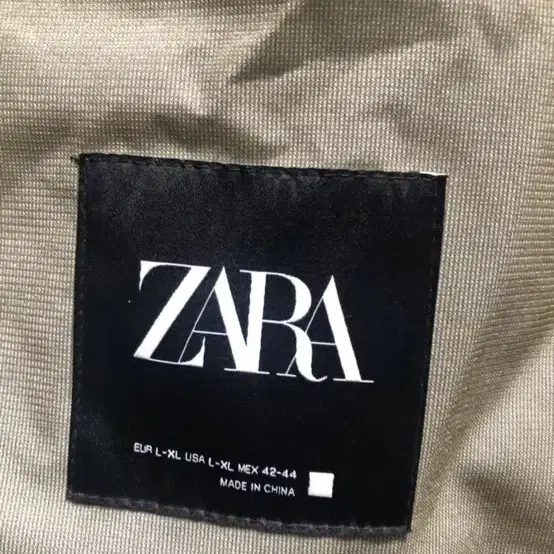 ZARA
EUR L-XL USA L-XL MEX 42-44
MADE IN CHINA